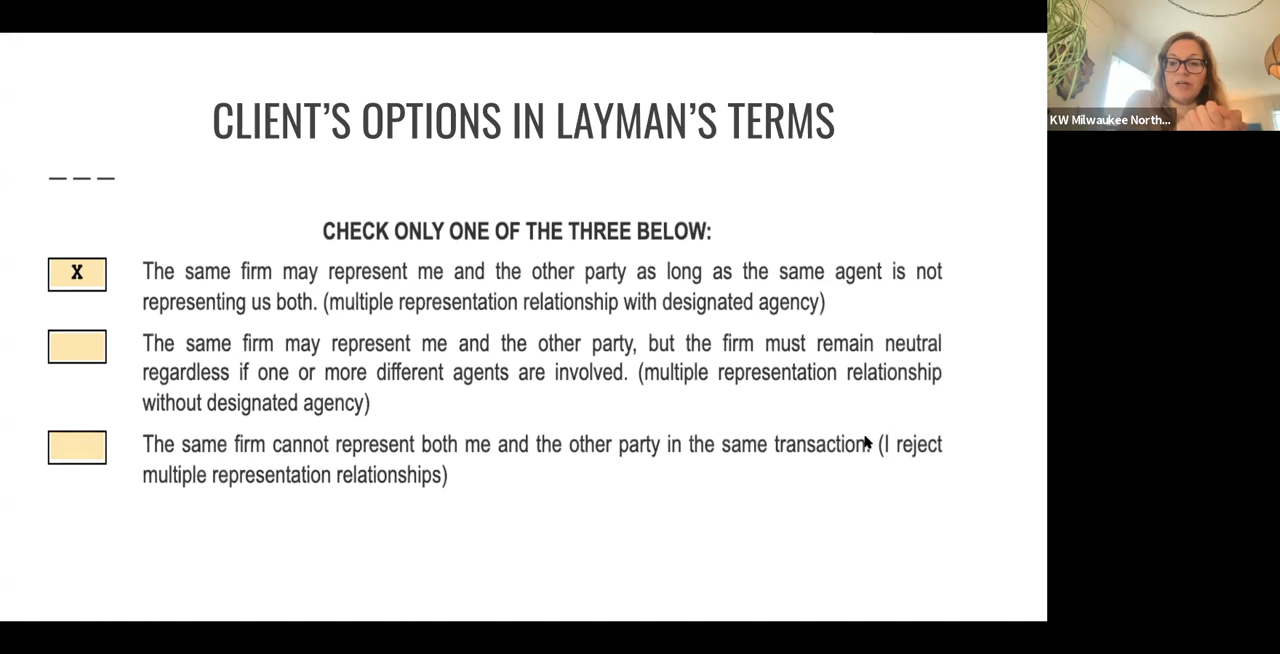 CLIENT'S OPTIONS IN LAYMAN'S TERMS
CHECK ONLY ONE OF THE THREE BELOW:
X
The same firm may represent me and the other party as long as the same agent is not
representing us both. (multiple representation relationship with designated agency)
The same firm may represent me and the other party, but the firm must remain neutral
regardless if one or more different agents are involved. (multiple representation relationship
without designated agency)
The same firm cannot represent both me and the other party in the same transaction. (I reject
multiple representation relationships)
KW Milwaukee North...